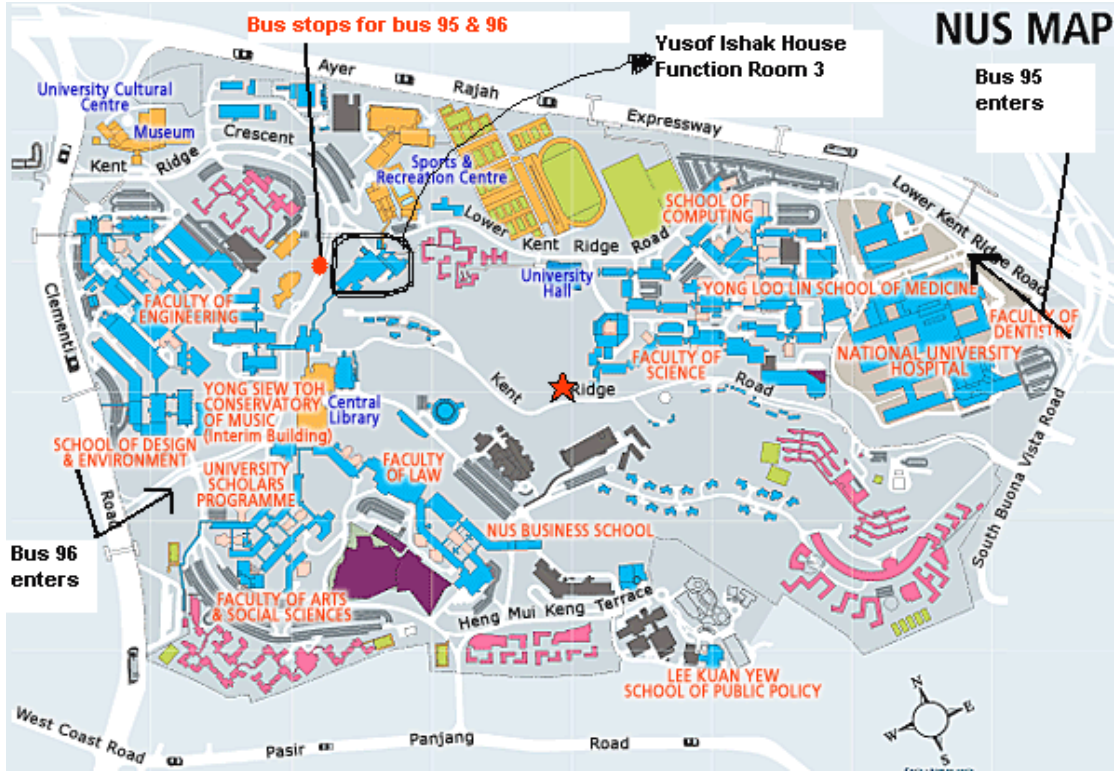 NUS MAP
Bus stops for bus 95 & 96
Yusof Ishak House
Function Room 3
Bus 95
enters
Ayer
Rajah
Expressway
University Cultural
Centre
Museum
Kent
Ridge
Crescent
Sports &
Recreation Centre
Lower
Kent Ridge Road
SCHOOL OF
COMPUTING
Lower Kent Ridge Road
University
Hall
YONG LOO LIN SCHOOL OF MEDICINE
FACULTY OF
DENTISTRY
FACULTY OF
ENGINEERING
Clementi
Road
FACULTY OF
SCIENCE
NATIONAL UNIVERSITY
HOSPITAL
Kent
Ridge
Road
YONG SIEW TOH
CONSERVATORY
OF MUSIC
(Interim Building)
Central
Library
SCHOOL OF DESIGN
& ENVIRONMENT
UNIVERSITY
SCHOLARS
PROGRAMME
FACULTY
OF LAW
South Buona Vista Road
NUS BUSINESS SCHOOL
Bus 96
enters
FACULTY OF ARTS
& SOCIAL SCIENCES
Heng Mui Keng Terrace
LEE KUAN YEW
SCHOOL OF PUBLIC POLICY
N
E
W
S
West Coast Road
Pasir
Panjang
Road